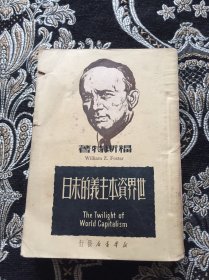 福斯特著
William Z. Foster
世界資本主義的末日
The Twilight of
World Capitalism
新華書店發行